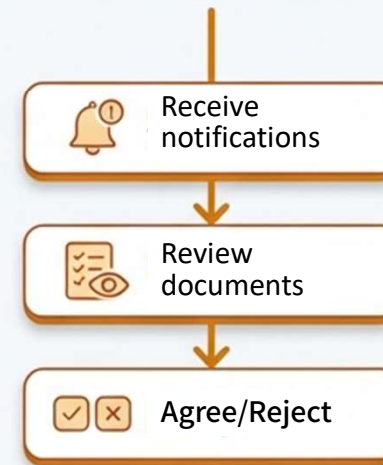 Receive
notifications
Review
documents
Agree/Reject